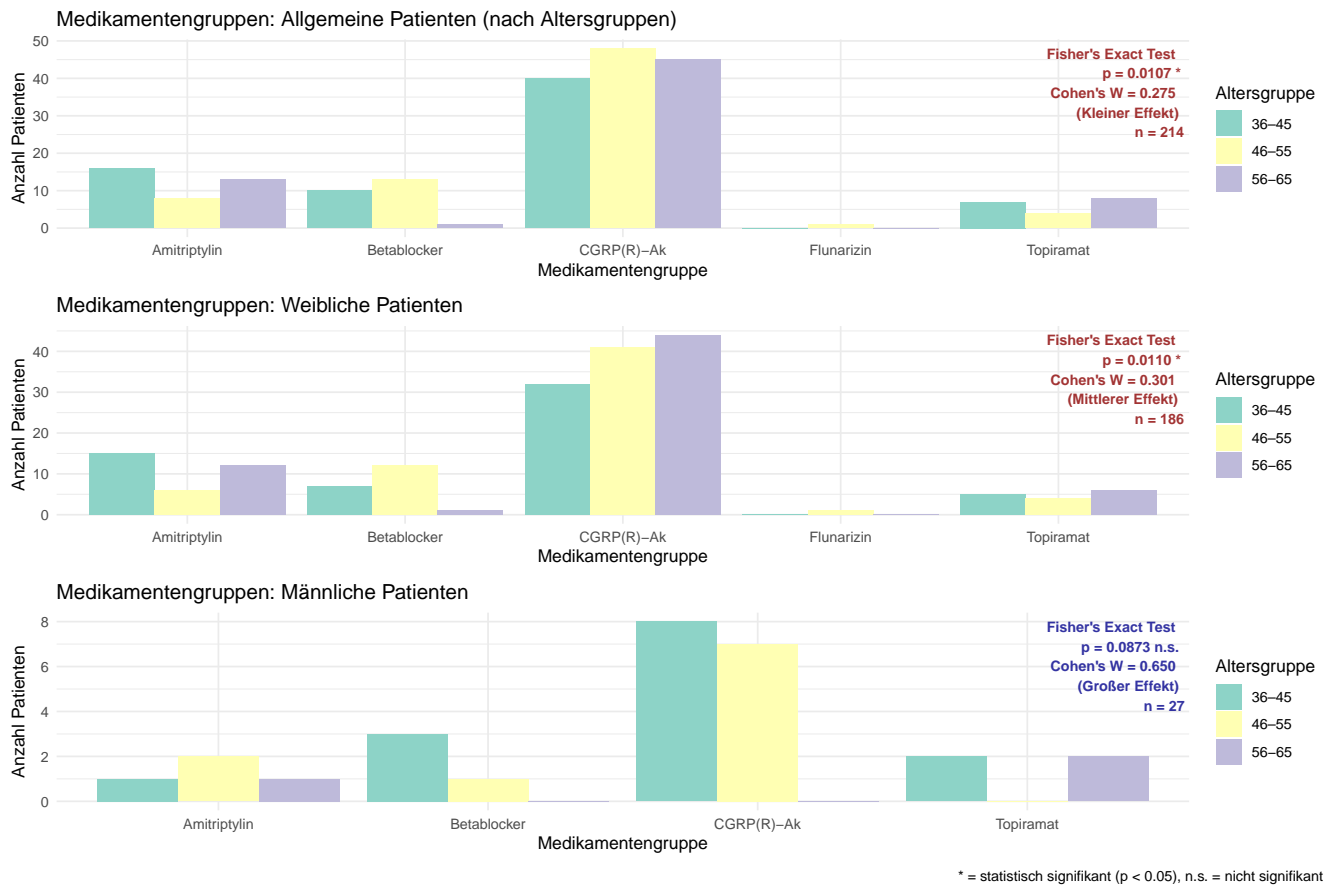 Medikamentengruppen: Allgemeine Patienten (nach Altersgruppen)
Anzahl Patienten
50
40
30
20
10
0
Fisher's Exact Test
p = 0.0107 *
Cohen's W = 0.275
(Kleiner Effekt)
n = 214
Altersgruppe
36–45
46–55
56–65
Amitriptylin Betablocker CGRP(R)−Ak Flunarizin Topiramat
Medikamentengruppe
Medikamentengruppen: Weibliche Patienten
Anzahl Patienten
40
30
20
10
0
Fisher's Exact Test
p = 0.0110 *
Cohen's W = 0.301
(Mittlerer Effekt)
n = 186
Altersgruppe
36–45
46–55
56–65
Amitriptylin Betablocker CGRP(R)−Ak Flunarizin Topiramat
Medikamentengruppe
Medikamentengruppen: Männliche Patienten
Anzahl Patienten
8
6
4
2
0
Fisher's Exact Test
p = 0.0873 n.s.
Cohen's W = 0.650
(Großer Effekt)
n = 27
Altersgruppe
36–45
46–55
56–65
Amitriptylin Betablocker CGRP(R)−Ak Topiramat
Medikamentengruppe
* = statistisch signifikant (p < 0.05), n.s. = nicht signifikant